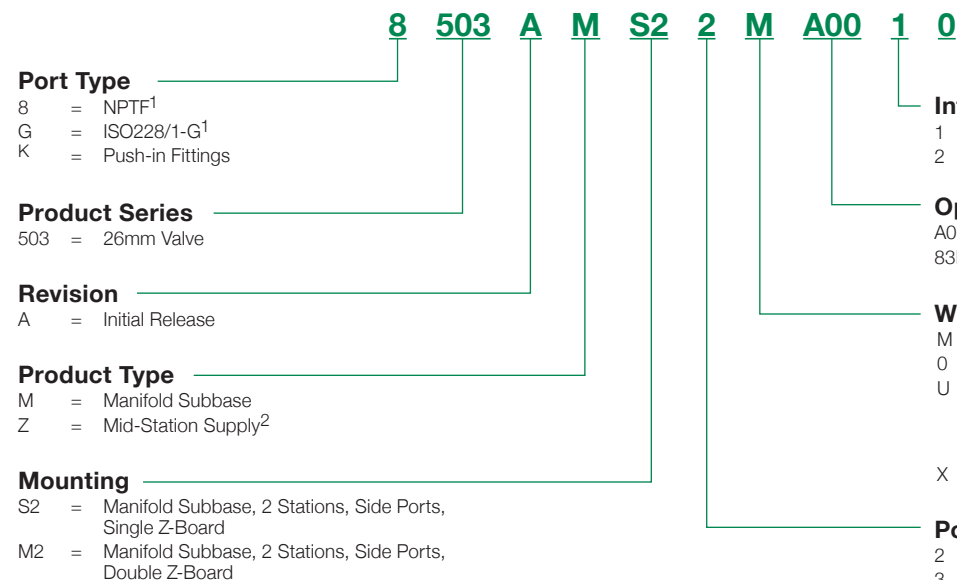 8 503 A M S2 2 M A00 1 0
Port Type
8 = NPTF1
G = ISO228/1-G1
K = Push-in Fittings
Product Series
503 = 26mm Valve
Revision
A = Initial Release
Product Type
M = Manifold Subbase
Z = Mid-Station Supply2
Mounting
S2 = Manifold Subbase, 2 Stations, Side Ports,
Single Z-Board
M2 = Manifold Subbase, 2 Stations, Side Ports,
Double Z-Board
1
2
M
0
U
X
2